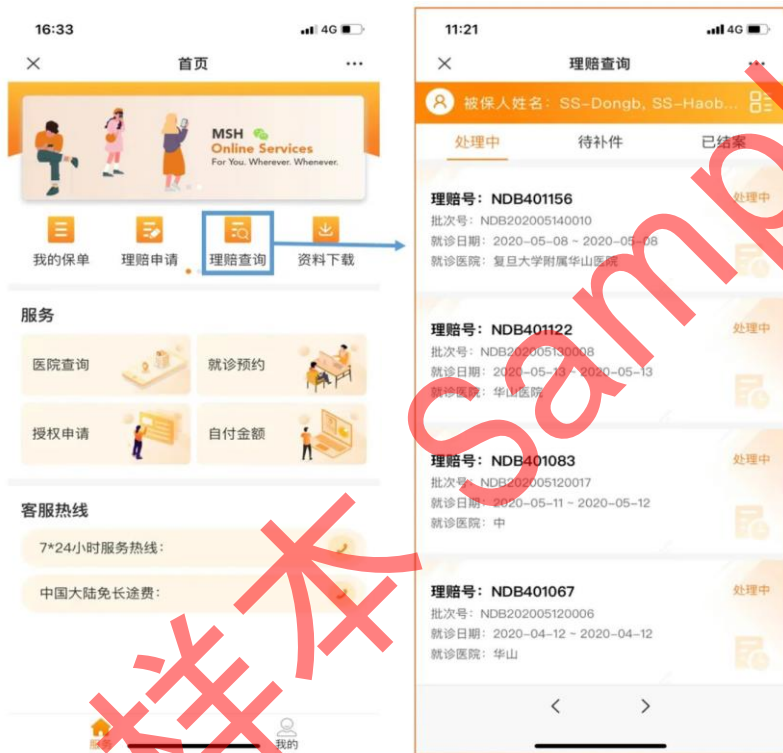 16:33
4G
首页
MSH
Online Services
For You. Wherever. Whenever.
我的保单
理赔申请
理赔查询
资料下载
服务
医院查询
就诊预约
授权申请
自付金额
客服热线
7*24小时服务热线：
中国大陆免长途费：
服务
我的
11:21
4G
理赔查询
被保人姓名：SS-Dongb, SS-Haob...
处理中
待补件
已结案
理赔号：NDB401156
处理中
批次号：NDB202005140010
就诊日期：2020-05-08 ~ 2020-05-08
就诊医院：复旦大学附属华山医院
理赔号：NDB401122
处理中
批次号：NDB202005130008
就诊日期：2020-05-13 ~ 2020-05-13
就诊医院：华山医院
理赔号：NDB401083
处理中
批次号：NDB202005120017
就诊日期：2020-05-11 ~ 2020-05-12
就诊医院：中
理赔号：NDB401067
处理中
批次号：NDB202005120006
就诊日期：2020-04-12 ~ 2020-04-12
就诊医院：华山
样本 Sampl